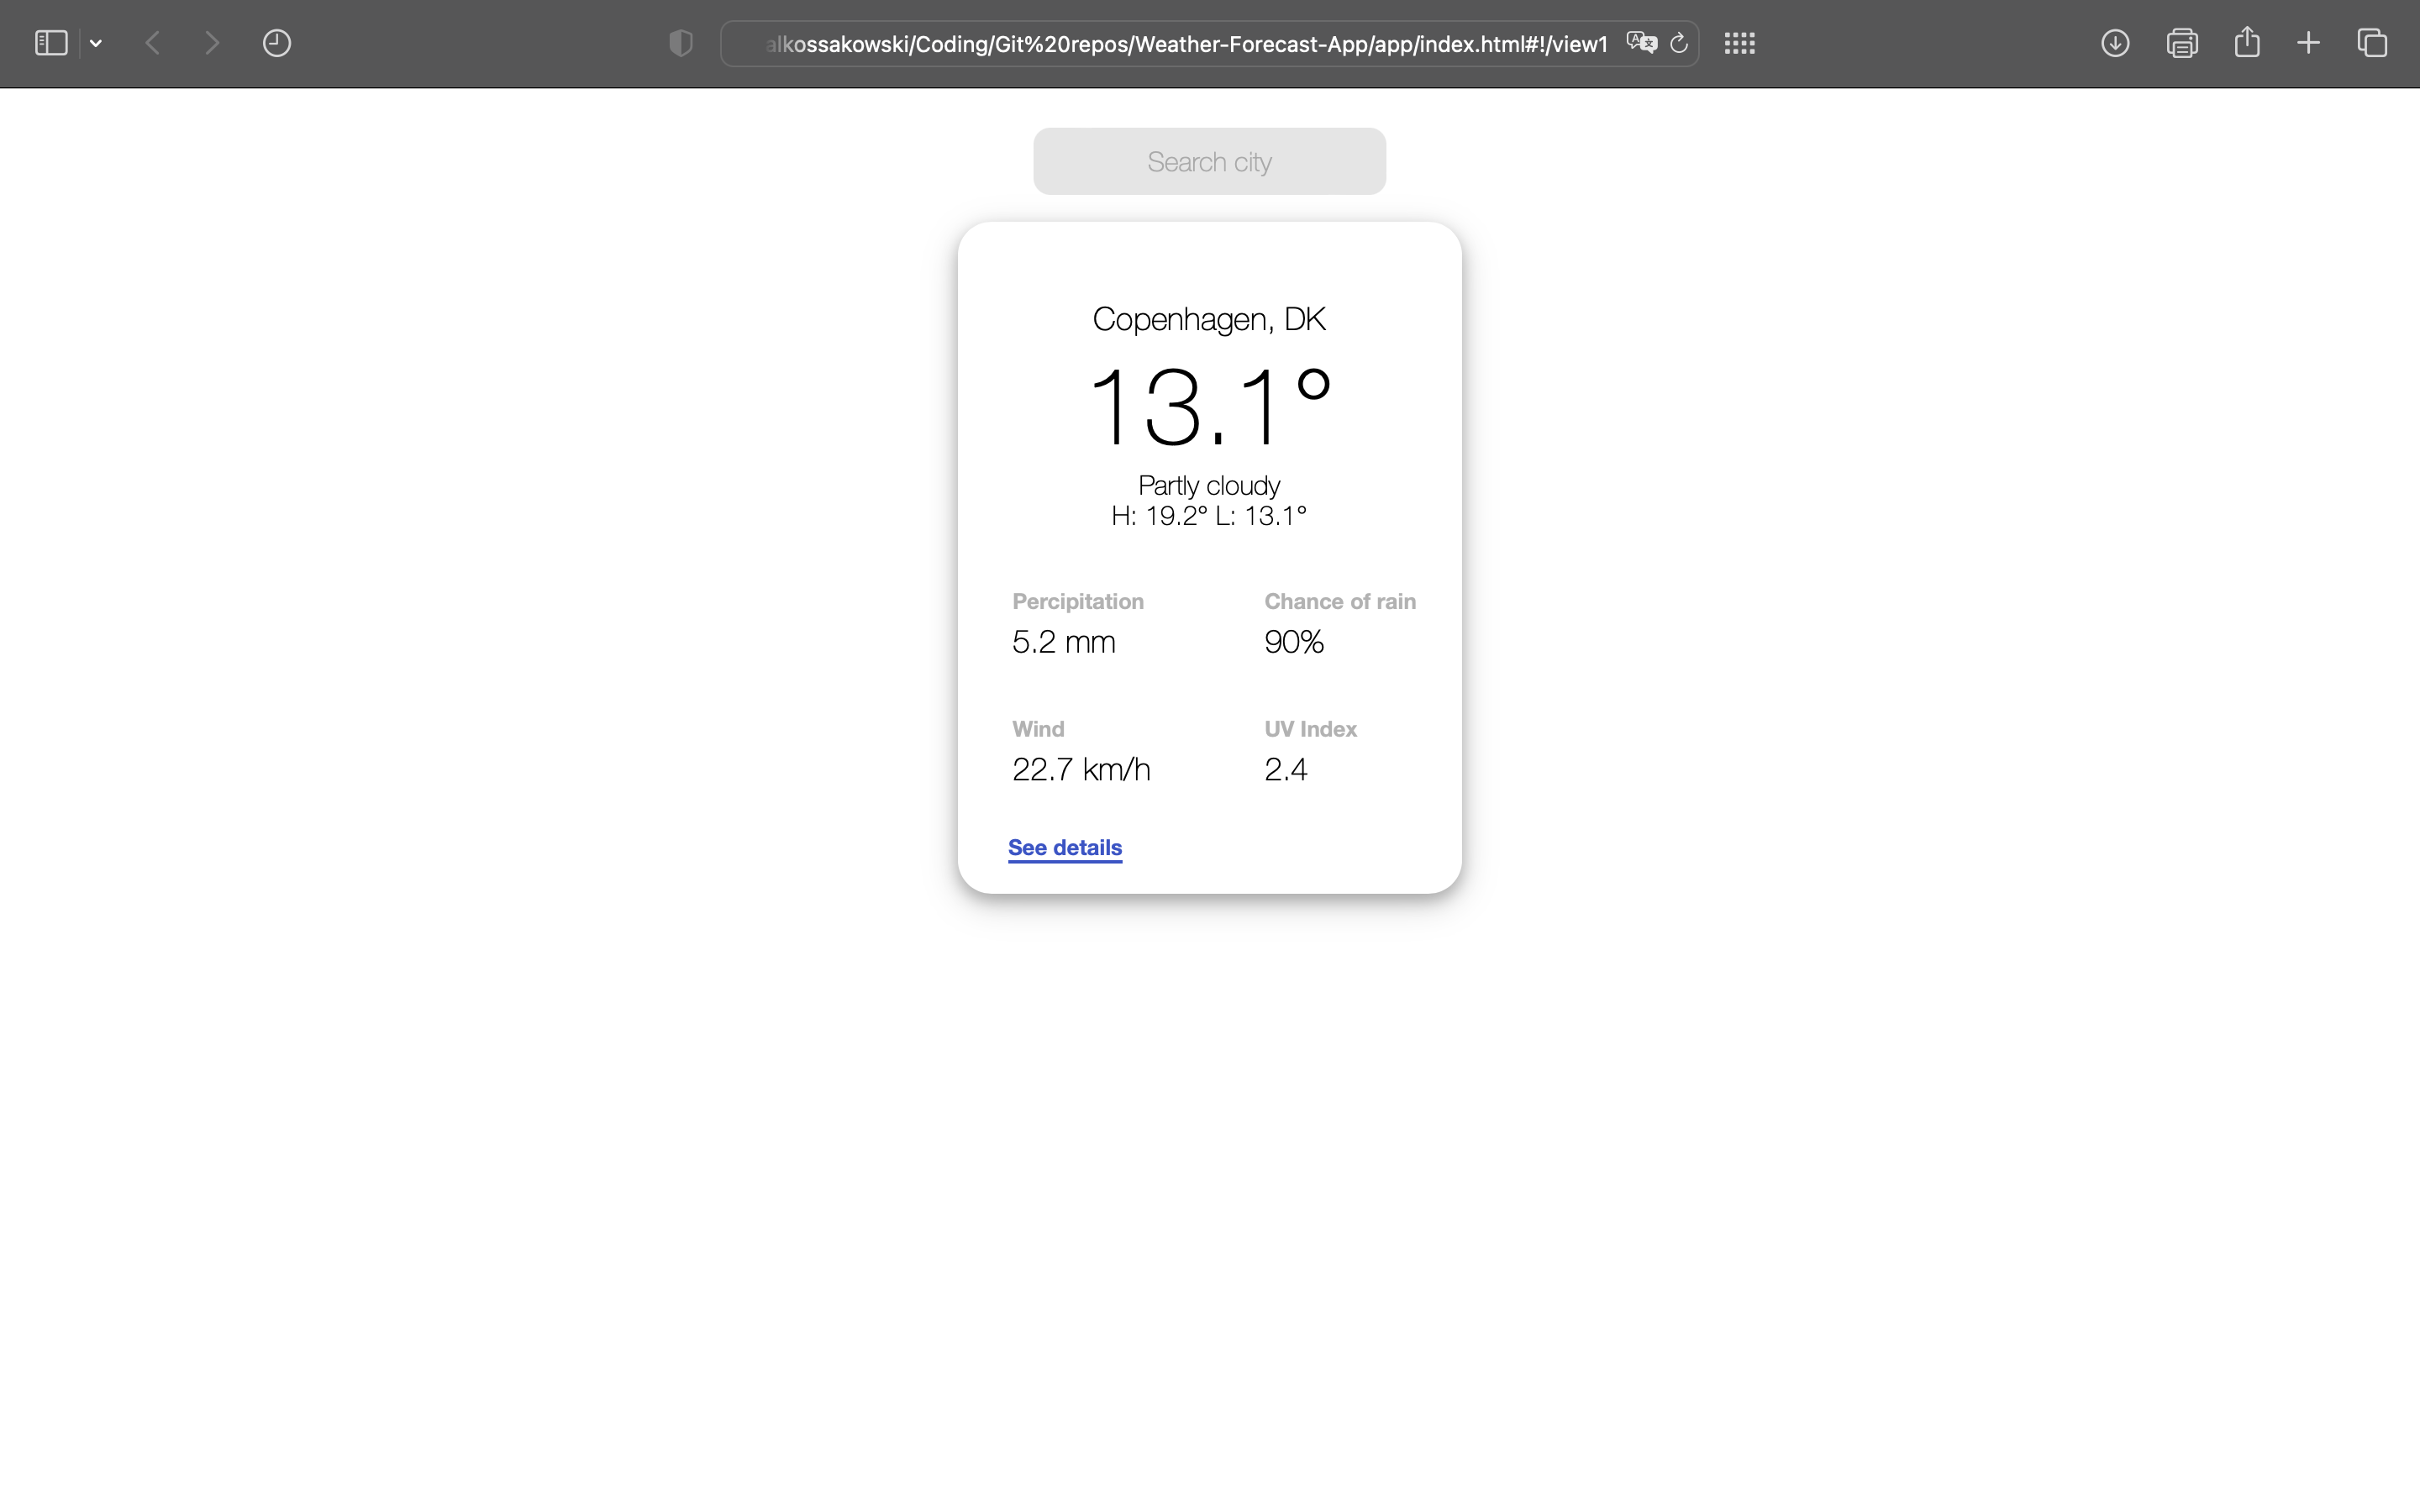 alkossakowski/Coding/Git%20repos/Weather-Forecast-App/app/index.html#!/view1
Search city
Copenhagen, DK
13.1°
Partly cloudy
H: 19.2° L: 13.1°
Percipitation
Chance of rain
5.2 mm
90%
Wind
UV Index
22.7 km/h
2.4
See details